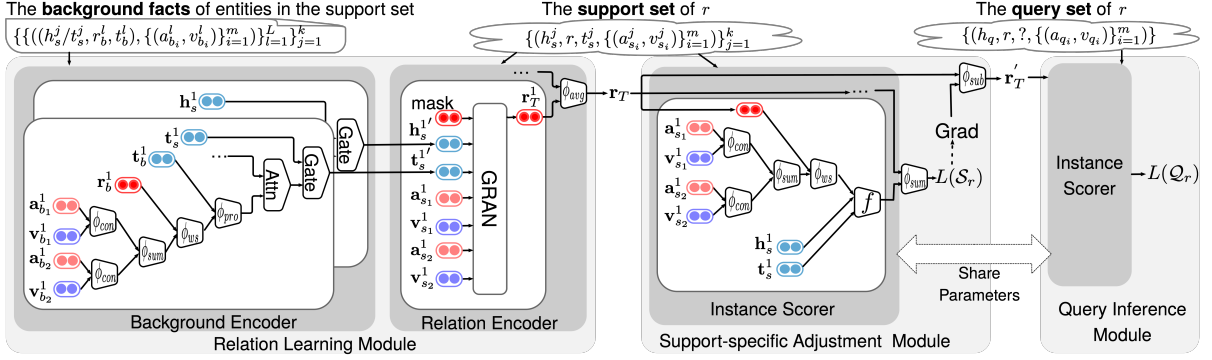 The background facts of entities in the support set
The support set of r
The query set of r
{{((h_s^j/t_s^j, r_b^l, t_b^l), {(a_{b_i}^l, v_{b_i}^l)}_{i=1}^m)}_{l=1}^L}_{j=1}^k
{(h_s^j, r, t_s^j, {(a_{s_i}^j, v_{s_i}^j)}_{i=1}^m)}_{j=1}^k
{(h_q, r, ?, {(a_{q_i}, v_{q_i})}_{i=1}^m)}
h_s^1
t_s^1
t_b^1
...
r_b^1
a_{b_1}^1
v_{b_1}^1
a_{b_2}^1
v_{b_2}^1
ϕ_con
ϕ_con
ϕ_sum
ϕ_ws
ϕ_pro
Attn
Gate
Gate
Background Encoder
mask
h_s^{1'}
t_s^{1'}
a_{s_1}^1
v_{s_1}^1
a_{s_2}^1
v_{s_2}^1
GRAN
...
r_T^1
ϕ_avg
Relation Encoder
Relation Learning Module
r_T
...
a_{s_1}^1
v_{s_1}^1
a_{s_2}^1
v_{s_2}^1
ϕ_con
ϕ_con
ϕ_sum
ϕ_ws
h_s^1
t_s^1
f
ϕ_sum
L(S_r)
Grad
ϕ_sub
r_T^'
Instance Scorer
Support-specific Adjustment Module
Share
Parameters
Instance
Scorer
L(Q_r)
Query Inference
Module